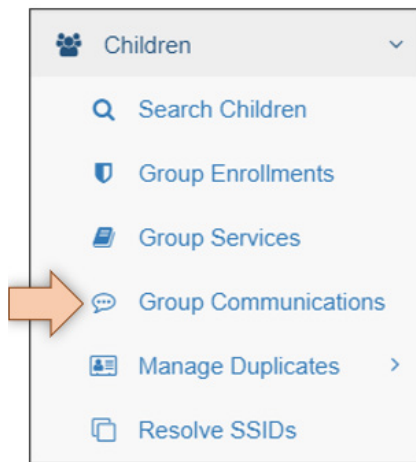 Children
Search Children
Group Enrollments
Group Services
Group Communications
Manage Duplicates
Resolve SSIDs